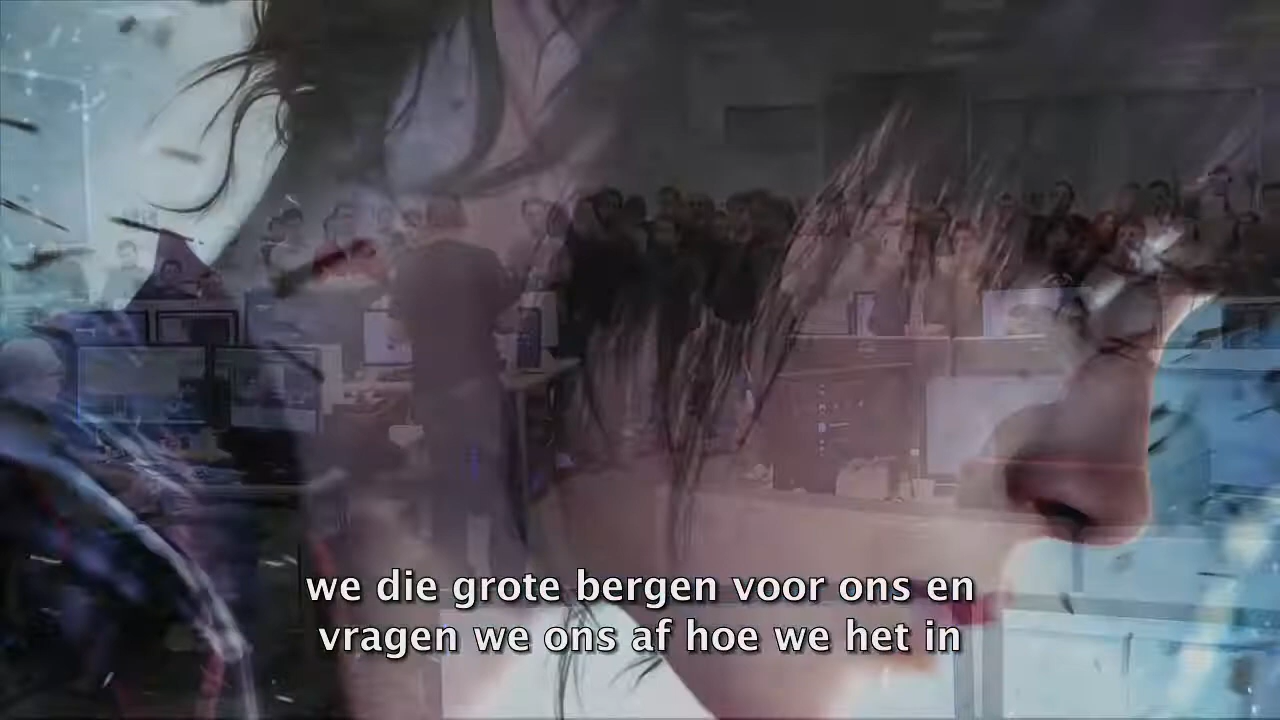 we die grote bergen voor ons en
vragen we ons af hoe we het in